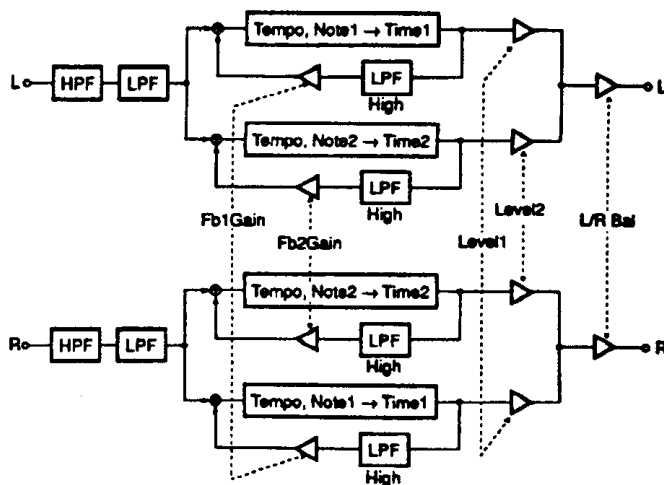 Tempo, Note1 → Time1
L HPF LPF L
LPF
High
Tempo, Note2 → Time2
LPF
High
Fb1Gain Fb2Gain Level1 Level2 L/R Bal
Tempo, Note2 → Time2
R HPF LPF R
LPF
High
Tempo, Note1 → Time1
LPF
High